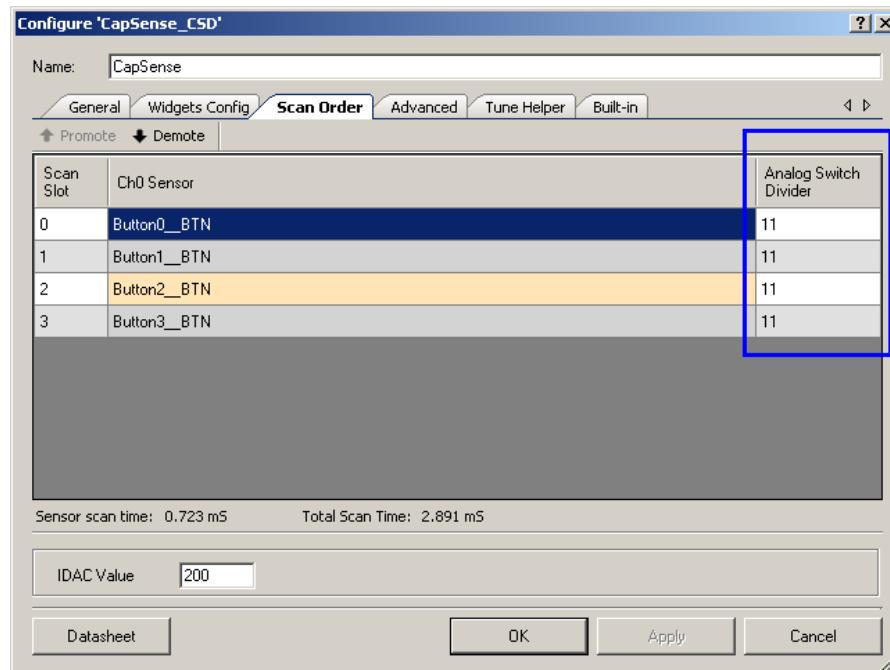 Configure 'CapSense_CSD'
Name: CapSense
General Widgets Config Scan Order Advanced Tune Helper Built-in
Promote Demote
Scan Slot Ch0 Sensor Analog Switch Divider
0 Button0__BTN 11
1 Button1__BTN 11
2 Button2__BTN 11
3 Button3__BTN 11
Sensor scan time: 0.723 mS Total Scan Time: 2.891 mS
IDAC Value 200
Datasheet OK Apply Cancel